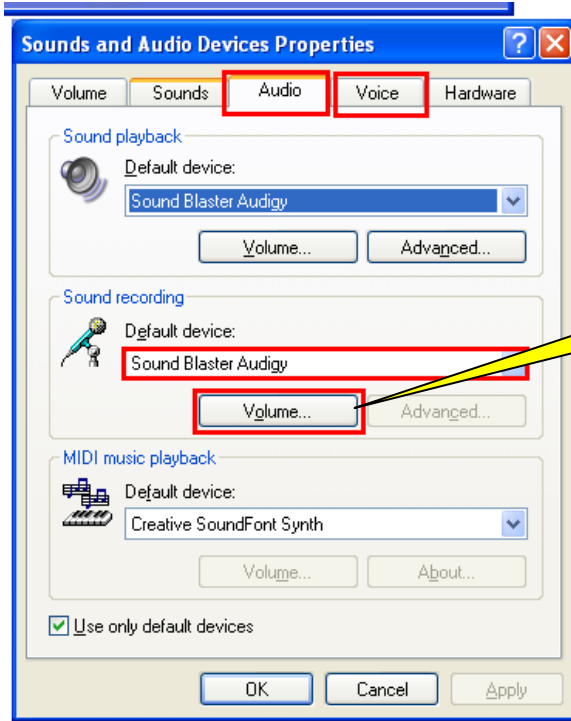 Sounds and Audio Devices Properties
Volume Sounds Audio Voice Hardware
Sound playback
Default device:
Sound Blaster Audigy
Volume... Advanced...
Sound recording
Default device:
Sound Blaster Audigy
Volume... Advanced...
MIDI music playback
Default device:
Creative SoundFont Synth
Volume... About...
Use only default devices
OK Cancel Apply